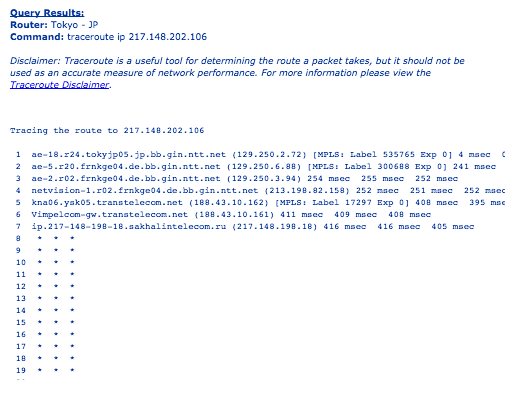 Query Results:
Router: Tokyo - JP
Command: traceroute ip 217.148.202.106
Disclaimer: Traceroute is a useful tool for determining the route a packet takes, but it should not be
used as an accurate measure of network performance. For more information please view the
Traceroute Disclaimer.
Tracing the route to 217.148.202.106
1 ae-18.r24.tokyjp05.jp.bb.gin.ntt.net (129.250.2.72) [MPLS: Label 535765 Exp 0] 4 msec
2 ae-5.r20.frnkge04.de.bb.gin.ntt.net (129.250.6.88) [MPLS: Label 300688 Exp 0] 241 msec
3 ae-2.r02.frnkge04.de.bb.gin.ntt.net (129.250.3.94) 254 msec 255 msec 252 msec
4 netvision-1.r02.frnkge04.de.bb.gin.ntt.net (213.198.82.158) 252 msec 251 msec 252 msec
5 kna06.ysk05.transtelecom.net (188.43.10.162) [MPLS: Label 17297 Exp 0] 408 msec 395 ms
6 Vimpelcom-gw.transtelecom.net (188.43.10.161) 411 msec 409 msec 408 msec
7 ip.217-148-198-18.sakhalintelecom.ru (217.148.198.18) 416 msec 416 msec 405 msec
8 * * *
9 * * *
10 * * *
11 * * *
12 * * *
13 * * *
14 * * *
15 * * *
16 * * *
17 * * *
18 * * *
19 * * *